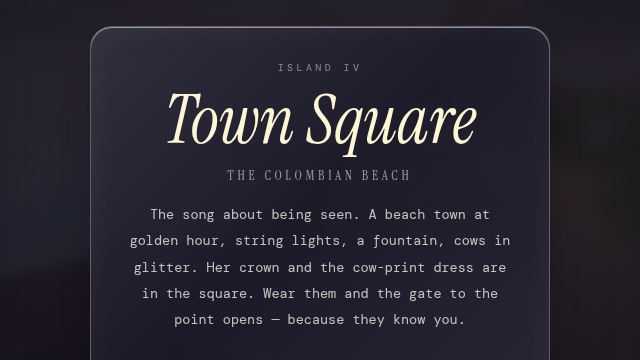 ISLAND IV
Town Square
THE COLOMBIAN BEACH
The song about being seen. A beach town at
golden hour, string lights, a fountain, cows in
glitter. Her crown and the cow-print dress are
in the square. Wear them and the gate to the
point opens — because they know you.